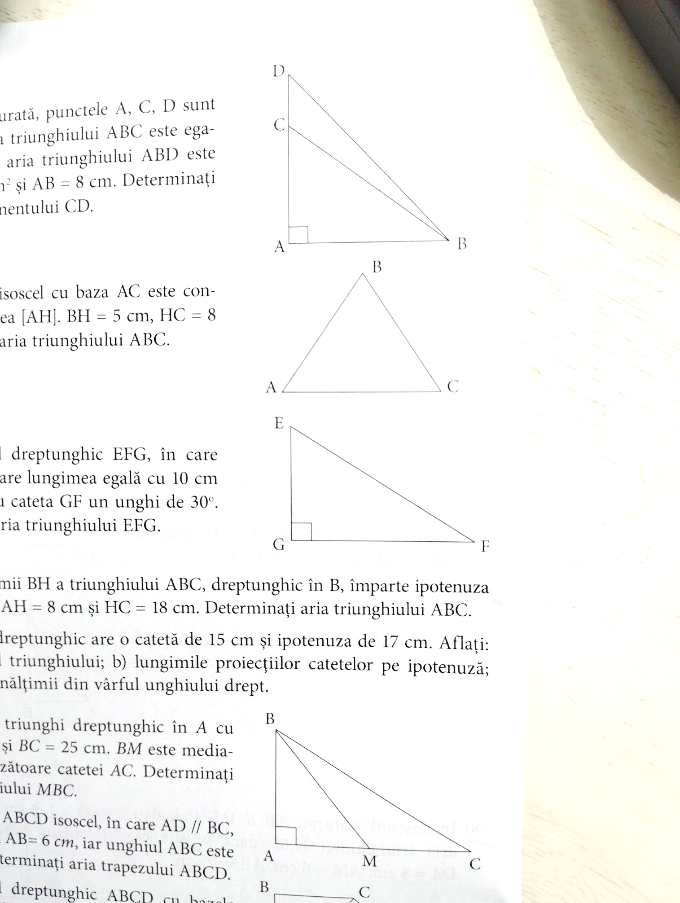 D
urată, punctele A, C, D sunt
C
a triunghiului ABC este ega-
aria triunghiului ABD este
m² și AB = 8 cm. Determinați
mentului CD.
A
B
B
isoscel cu baza AC este con-
ea [AH]. BH = 5 cm, HC = 8
aria triunghiului ABC.
A
C
E
l dreptunghic EFG, în care
are lungimea egală cu 10 cm
u cateta GF un unghi de 30°.
ria triunghiului EFG.
G
F
mii BH a triunghiului ABC, dreptunghic în B, împarte ipotenuza
AH = 8 cm și HC = 18 cm. Determinați aria triunghiului ABC.
dreptunghic are o catetă de 15 cm și ipotenuza de 17 cm. Aflați:
l triunghiului; b) lungimile proiecțiilor catetelor pe ipotenuză;
nălțimii din vârful unghiului drept.
B
triunghi dreptunghic în A cu
și BC = 25 cm. BM este media-
zătoare catetei AC. Determinați
iului MBC.
ABCD isoscel, în care AD // BC,
AB= 6 cm, iar unghiul ABC este
terminați aria trapezului ABCD.
A
M
C
l dreptunghic ABCD cu bazele
B
C